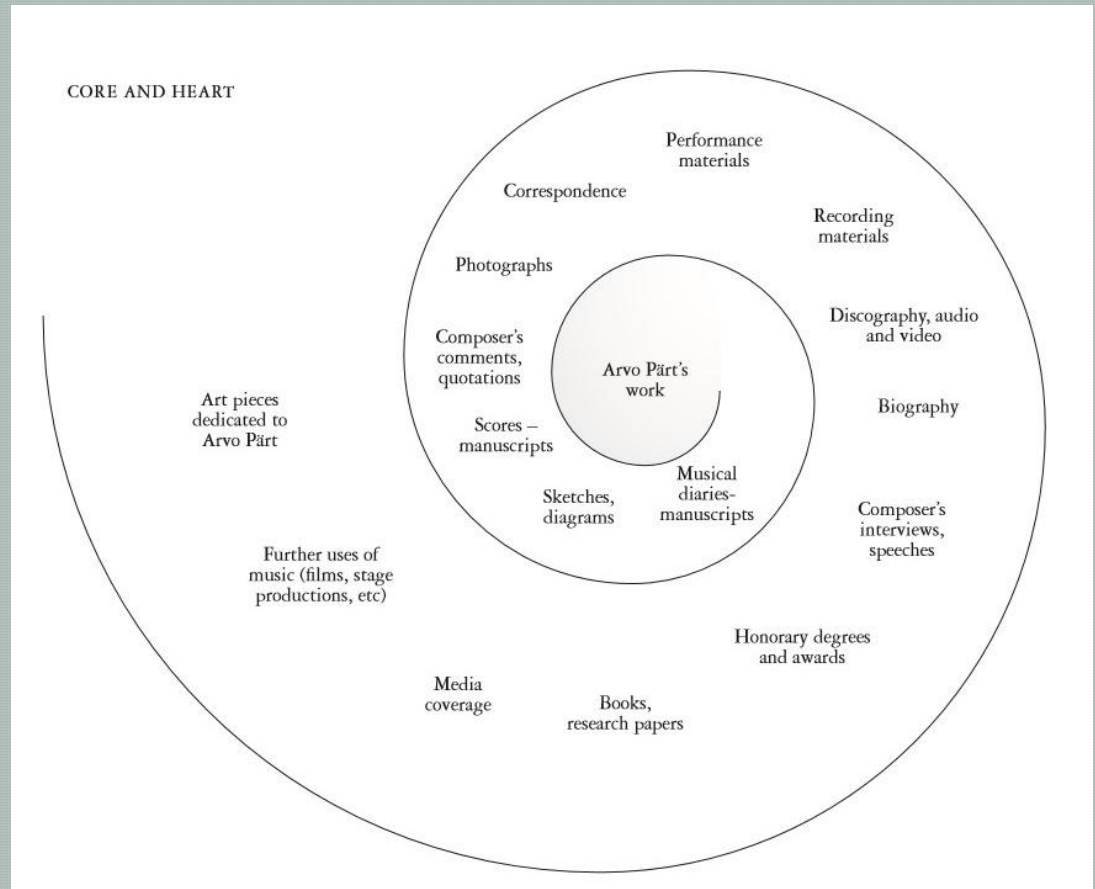 CORE AND HEART
Performance
materials
Correspondence
Recording
materials
Photographs
Discography, audio
and video
Composer's
comments,
quotations
Arvo Pärt's
work
Biography
Art pieces
dedicated to
Arvo Pärt
Scores –
manuscripts
Musical
diaries-
manuscripts
Sketches,
diagrams
Composer's
interviews,
speeches
Further uses of
music (films, stage
productions, etc)
Honorary degrees
and awards
Media
coverage
Books,
research papers